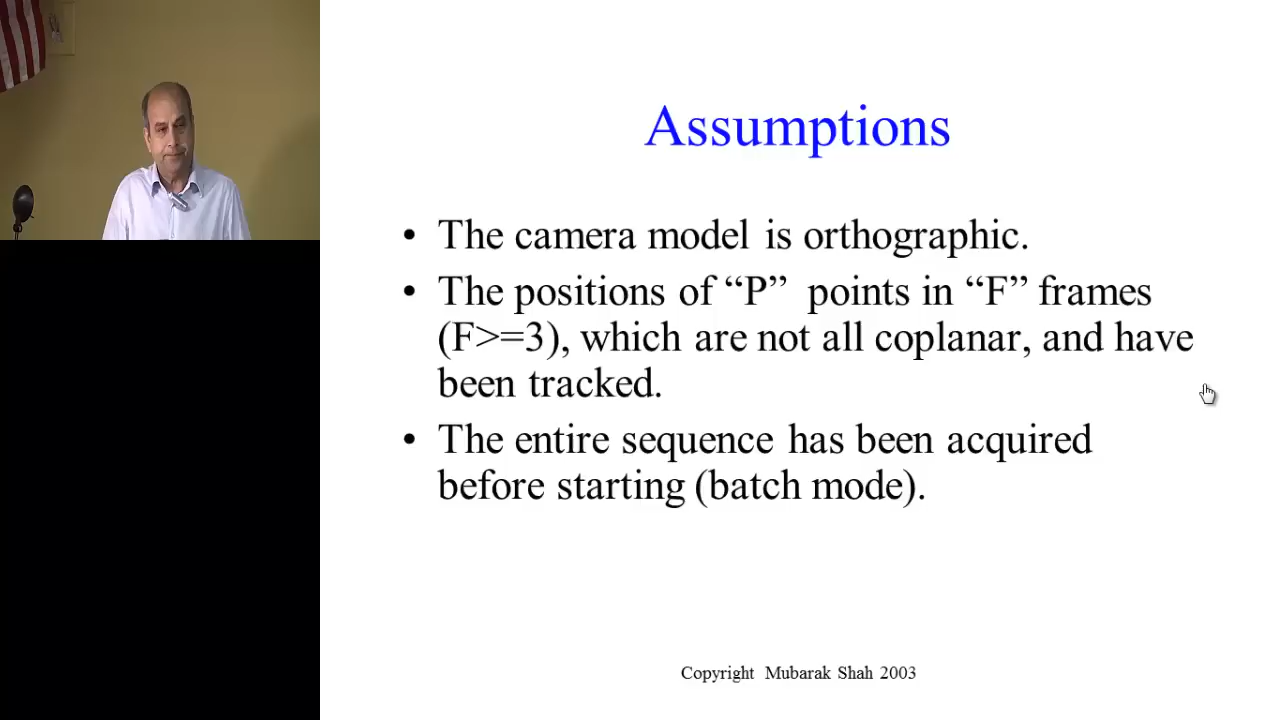 Assumptions
• The camera model is orthographic.
• The positions of “P” points in “F” frames
(F>=3), which are not all coplanar, and have
been tracked.
• The entire sequence has been acquired
before starting (batch mode).
Copyright Mubarak Shah 2003